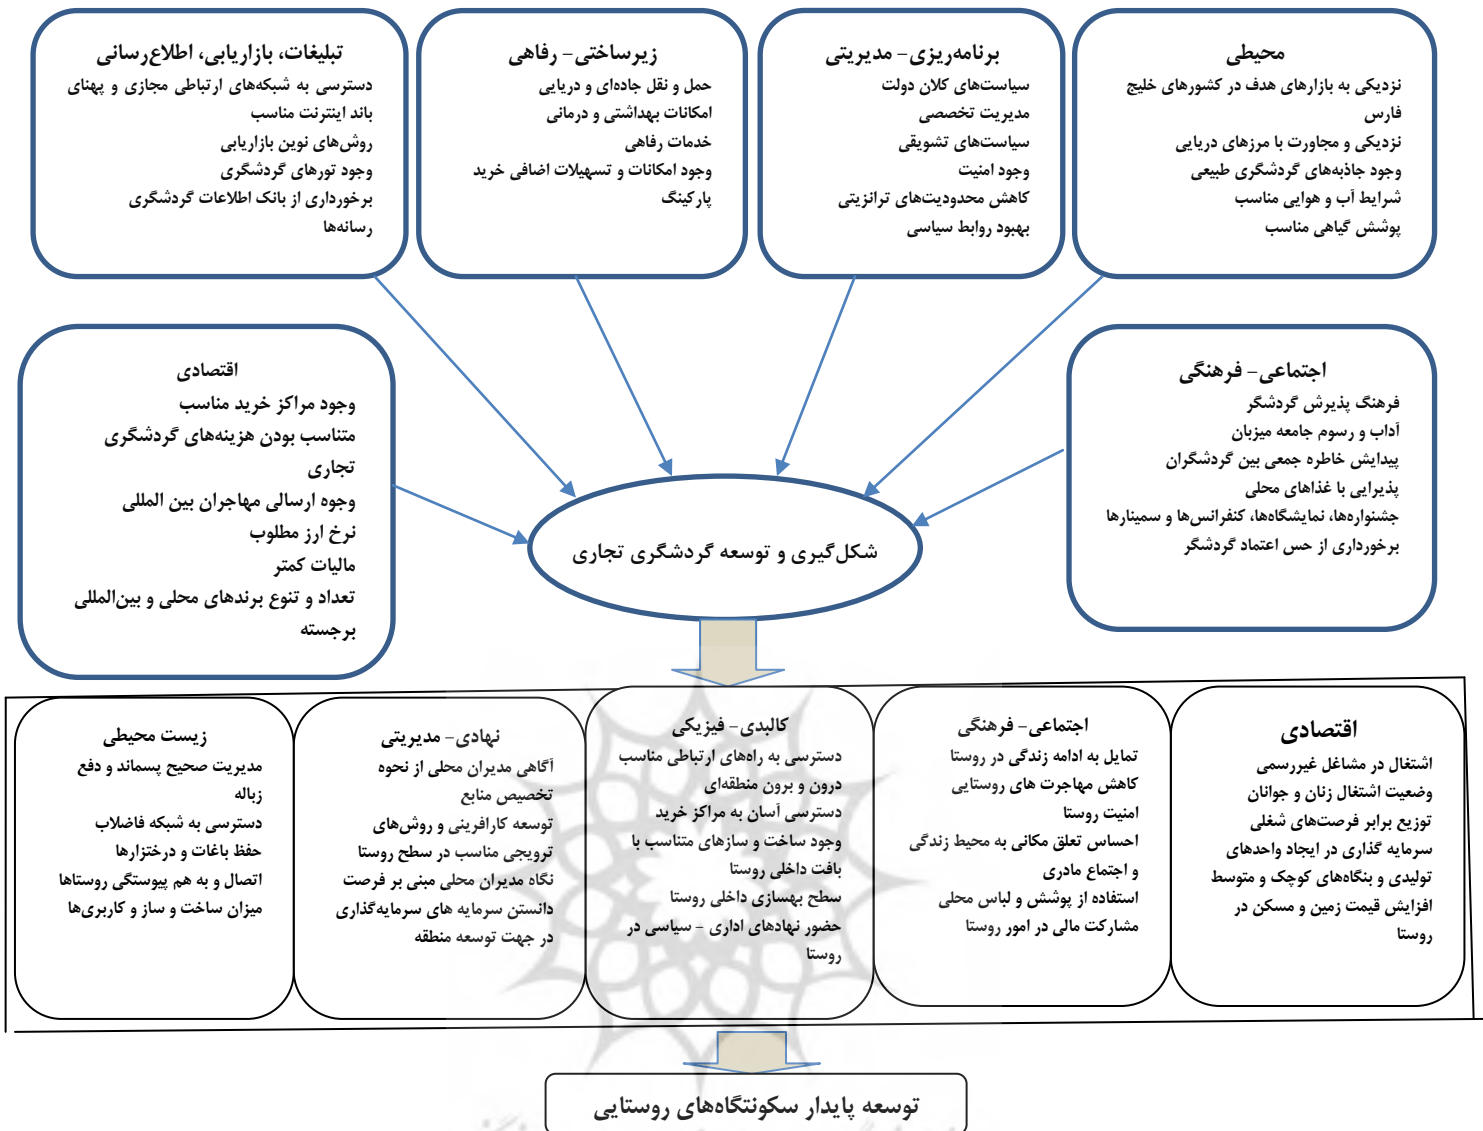 محیطی
نزدیکی به بازارهای هدف در کشورهای خلیج
فارس
نزدیکی و مجاورت با مرزهای دریایی
وجود جاذبه‌های گردشگری طبیعی
شرایط آب و هوایی مناسب
پوشش گیاهی مناسب
برنامه‌ریزی- مدیریتی
سیاست‌های کلان دولت
مدیریت تخصصی
سیاست‌های تشویقی
وجود امنیت
کاهش محدودیت‌های ترانزیتی
بهبود روابط سیاسی
زیرساختی- رفاهی
حمل و نقل جاده‌ای و دریایی
امکانات بهداشتی و درمانی
خدمات رفاهی
وجود امکانات و تسهیلات اضافی خرید
پارکینگ
تبلیغات، بازاریابی، اطلاع‌رسانی
دسترسی به شبکه‌های ارتباطی مجازی و پهنای
باند اینترنت مناسب
روش‌های نوین بازاریابی
وجود تورهای گردشگری
برخورداری از بانک اطلاعات گردشگری
رسانه‌ها
اجتماعی- فرهنگی
فرهنگ پذیرش گردشگر
آداب و رسوم جامعه میزبان
پیدایش خاطره جمعی بین گردشگران
پذیرایی با غذاهای محلی
جشنواره‌ها، نمایشگاه‌ها، کنفرانس‌ها و سمینارها
برخورداری از حس اعتماد گردشگر
اقتصادی
وجود مراکز خرید مناسب
متناسب بودن هزینه‌های گردشگری
تجاری
وجوه ارسالی مهاجران بین المللی
نرخ ارز مطلوب
مالیات کمتر
تعداد و تنوع برندهای محلی و بین‌المللی
برجسته
شکل‌گیری و توسعه گردشگری تجاری
اقتصادی
اشتغال در مشاغل غیررسمی
وضعیت اشتغال زنان و جوانان
توزیع برابر فرصت‌های شغلی
سرمایه گذاری در ایجاد واحدهای
تولیدی و بنگاه‌های کوچک و متوسط
افزایش قیمت زمین و مسکن در
روستا
اجتماعی- فرهنگی
تمایل به ادامه زندگی در روستا
کاهش مهاجرت های روستایی
امنیت روستا
احساس تعلق مکانی به محیط زندگی
و اجتماع مادری
استفاده از پوشش و لباس محلی
مشارکت مالی در امور روستا
کالبدی- فیزیکی
دسترسی به راه‌های ارتباطی مناسب
درون و برون منطقه‌ای
دسترسی آسان به مراکز خرید
وجود ساخت و سازهای متناسب با
بافت داخلی روستا
سطح بهسازی داخلی روستا
حضور نهادهای اداری - سیاسی در
روستا
نهادی- مدیریتی
آگاهی مدیران محلی از نحوه
تخصیص منابع
توسعه کارافرینی و روش‌های
ترویجی مناسب در سطح روستا
نگاه مدیران محلی مبنی بر فرصت
دانستن سرمایه های سرمایه‌گذاری
در جهت توسعه منطقه
زیست محیطی
مدیریت صحیح پسماند و دفع
زباله
دسترسی به شبکه فاضلاب
حفظ باغات و درختزارها
اتصال و به هم پیوستگی روستاها
میزان ساخت و ساز و کاربری‌ها
توسعه پایدار سکونتگاه‌های روستایی